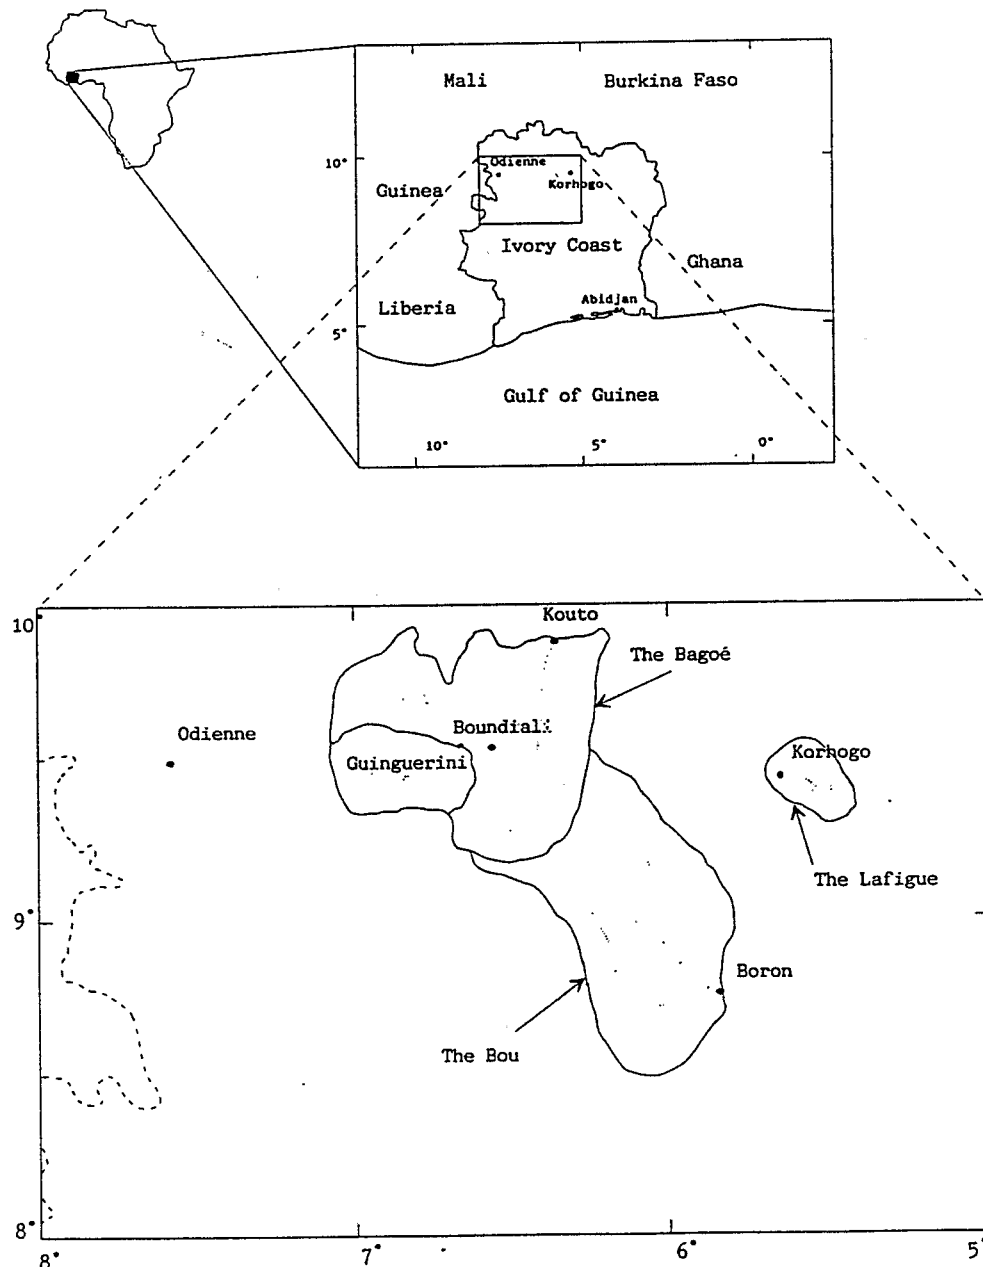 Mali
Burkina Faso
10°
Odienne
Korhogo
Guinea
Ivory Coast
Ghana
Abidjan
Liberia
5°
Gulf of Guinea
10°
5°
0°
10°
Kouto
The Bagoé
Odienne
Boundiali
Guinguerini
Korhogo
The Lafigue
9°
Boron
The Bou
8°
8°
7°
6°
5°